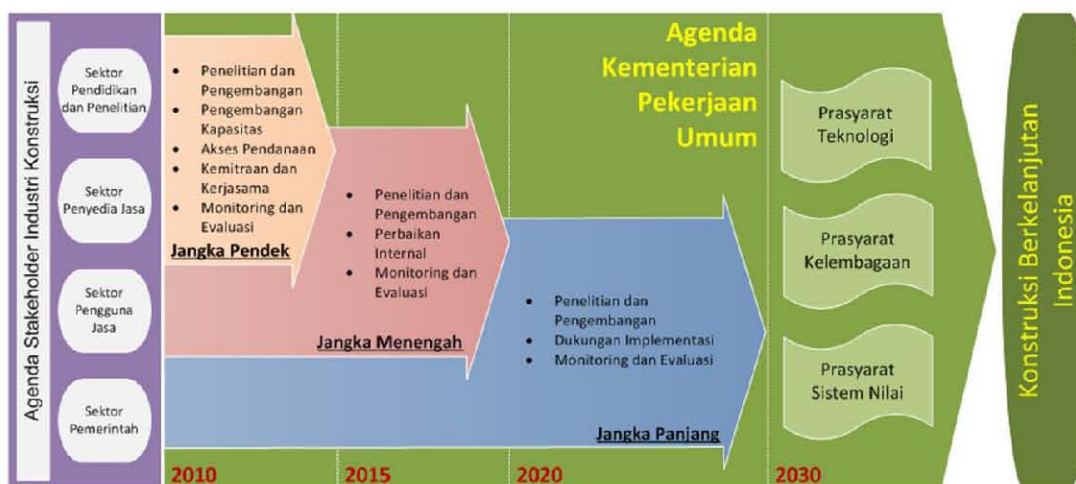 Agenda Stakeholder Industri Konstruksi
Sektor
Pendidikan
dan Penelitian
Sektor
Penyedia Jasa
Sektor
Pengguna
Jasa
Sektor
Pemerintah
• Penelitian dan
Pengembangan
• Pengembangan
Kapasitas
• Akses Pendanaan
• Kemitraan dan
Kerjasama
• Monitoring dan
Evaluasi
Jangka Pendek
• Penelitian dan
Pengembangan
• Perbaikan
Internal
• Monitoring dan
Evaluasi
Jangka Menengah
• Penelitian dan
Pengembangan
• Dukungan Implementasi
• Monitoring dan Evaluasi
Jangka Panjang
Agenda
Kementerian
Pekerjaan
Umum
Prasyarat
Teknologi
Prasyarat
Kelembagaan
Prasyarat
Sistem Nilai
2010
2015
2020
2030
Konstruksi Berkelanjutan
Indonesia